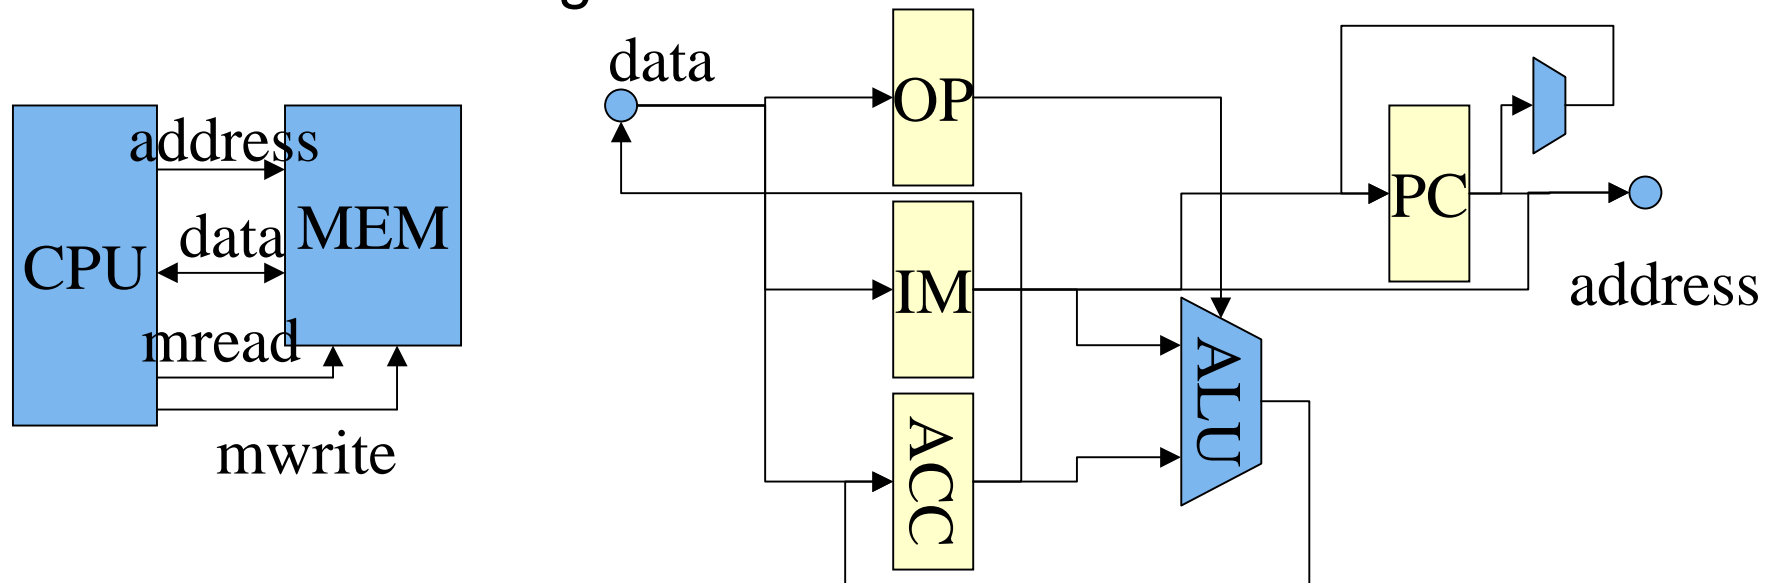 address
data
mread
mwrite
CPU
MEM
data
OP
IM
ACC
ALU
PC
address